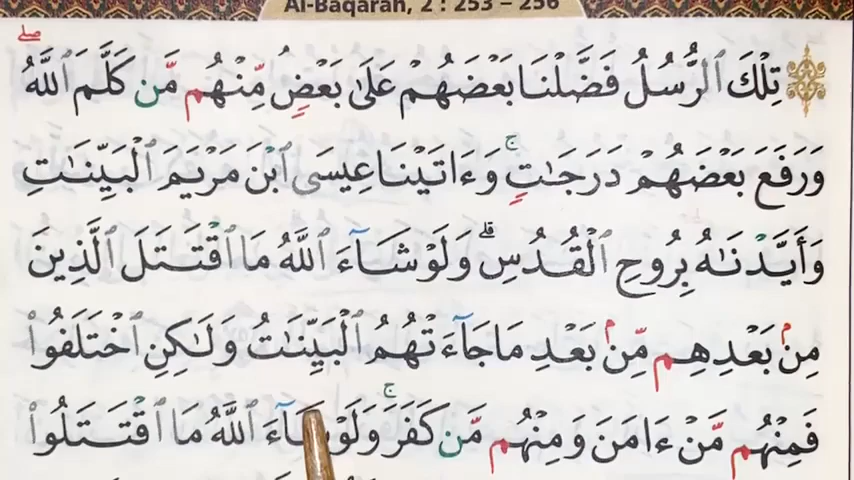 Al-Baqarah, 2 : 253 – 256
صلے
تِلْكَ ٱلرُّسُلُ فَضَّلْنَا بَعْضَهُمْ عَلَىٰ بَعْضٍ مِّنْهُم مَّن كَلَّمَ ٱللَّهُ
وَرَفَعَ بَعْضَهُمْ دَرَجَـٰتٍ ۚ وَءَاتَيْنَا عِيسَى ٱبْنَ مَرْيَمَ ٱلْبَيِّنَـٰتِ
وَأَيَّدْنَـٰهُ بِرُوحِ ٱلْقُدُسِ ۗ وَلَوْ شَآءَ ٱللَّهُ مَا ٱقْتَتَلَ ٱلَّذِينَ
مِنۢ بَعْدِهِم مِّنۢ بَعْدِ مَا جَآءَتْهُمُ ٱلْبَيِّنَـٰتُ وَلَـٰكِنِ ٱخْتَلَفُوا۟
فَمِنْهُم مَّنْ ءَامَنَ وَمِنْهُم مَّن كَفَرَ ۚ وَلَوْ شَآءَ ٱللَّهُ مَا ٱقْتَتَلُوا۟